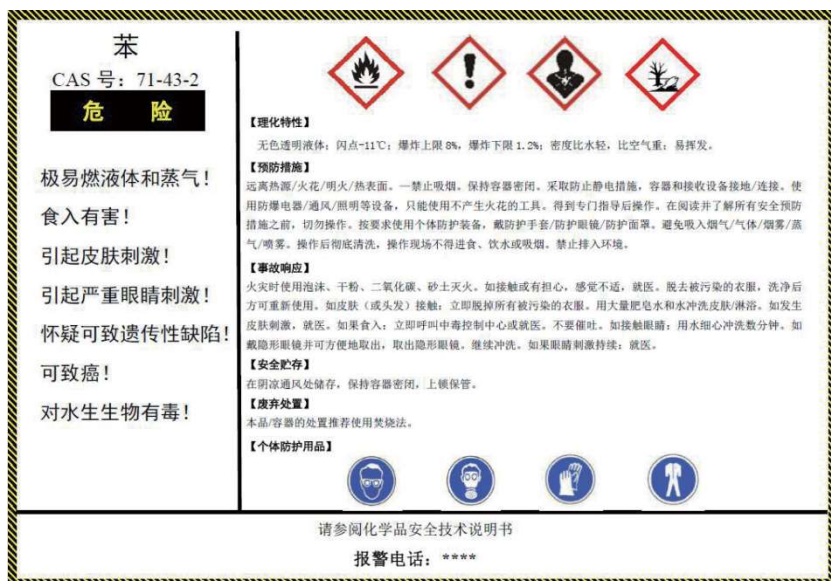 苯
CAS 号：71-43-2
危 险
极易燃液体和蒸气！
食入有害！
引起皮肤刺激！
引起严重眼睛刺激！
怀疑可致遗传性缺陷！
可致癌！
对水生生物有毒！
【理化特性】
无色透明液体；闪点-11℃；爆炸上限 8%，爆炸下限 1.2%；密度比水轻，比空气重；易挥发。
【预防措施】
远离热源/火花/明火/热表面。一禁止吸烟。保持容器密闭。采取防止静电措施，容器和接收设备接地/连接。使
用防爆电器/通风/照明等设备，只能使用不产生火花的工具。得到专门指导后操作。在阅读并了解所有安全预防
措施之前，切勿操作。按要求使用个体防护装备，戴防护手套/防护眼镜/防护面罩。避免吸入烟气/气体/烟雾/蒸
气/喷雾。操作后彻底清洗，操作现场不得进食、饮水或吸烟。禁止排入环境。
【事故响应】
火灾时使用泡沫、干粉、二氧化碳、砂土灭火。如接触或有担心，感觉不适，就医。脱去被污染的衣服，洗净后
方可重新使用。如皮肤（或头发）接触：立即脱掉所有被污染的衣服。用大量肥皂水和水冲洗皮肤/淋浴。如发生
皮肤刺激，就医。如果食入：立即呼叫中毒控制中心或就医。不要催吐。如接触眼睛：用水细心冲洗数分钟。如
戴隐形眼镜并可方便地取出，取出隐形眼镜。继续冲洗。如果眼睛刺激持续：就医。
【安全贮存】
在阴凉通风处储存，保持容器密闭，上锁保管。
【废弃处置】
本品/容器的处置推荐使用焚烧法。
【个体防护用品】
请参阅化学品安全技术说明书
报警电话：****